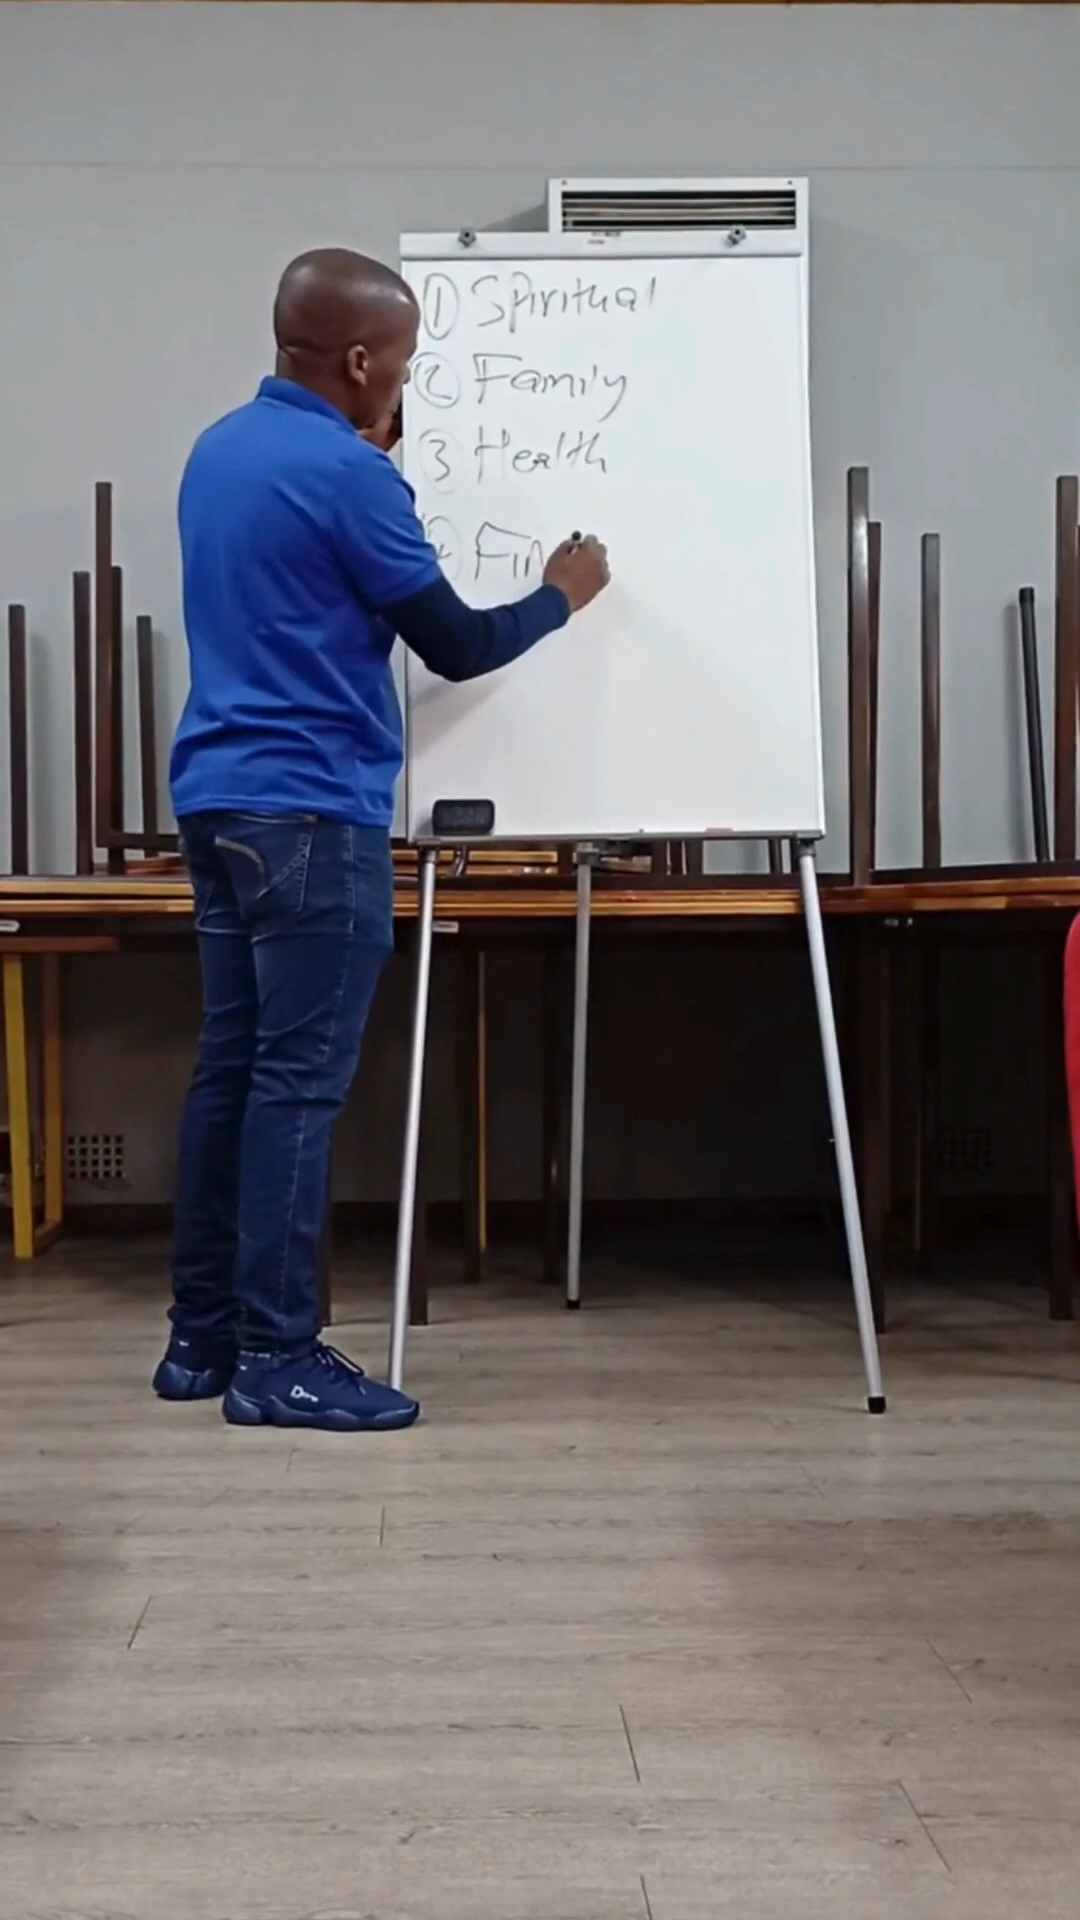 ① Spiritual
② Family
③ Health
④ Fin